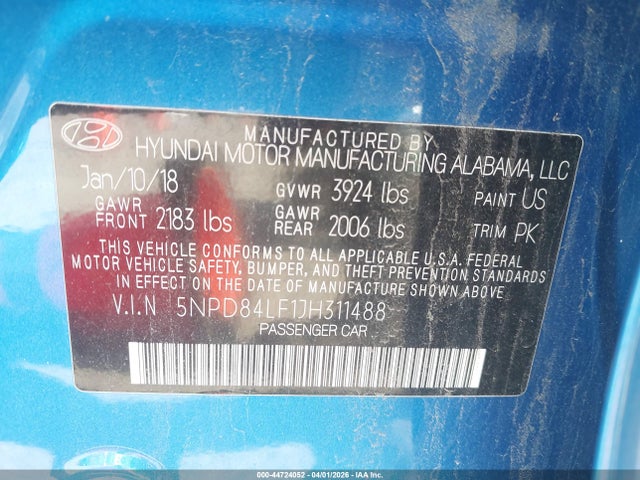 MANUFACTURED BY
HYUNDAI MOTOR MANUFACTURING ALABAMA, LLC
Jan/10/18 GVWR 3924 lbs PAINT US
GAWR FRONT 2183 lbs GAWR REAR 2006 lbs TRIM PK
THIS VEHICLE CONFORMS TO ALL APPLICABLE U.S.A. FEDERAL
MOTOR VEHICLE SAFETY, BUMPER, AND THEFT PREVENTION STANDARDS
IN EFFECT ON THE DATE OF MANUFACTURE SHOWN ABOVE.
V.I.N 5NPD84LF1JH311488
PASSENGER CAR
000-44724052 - 04/01/2026 - IAA Inc.